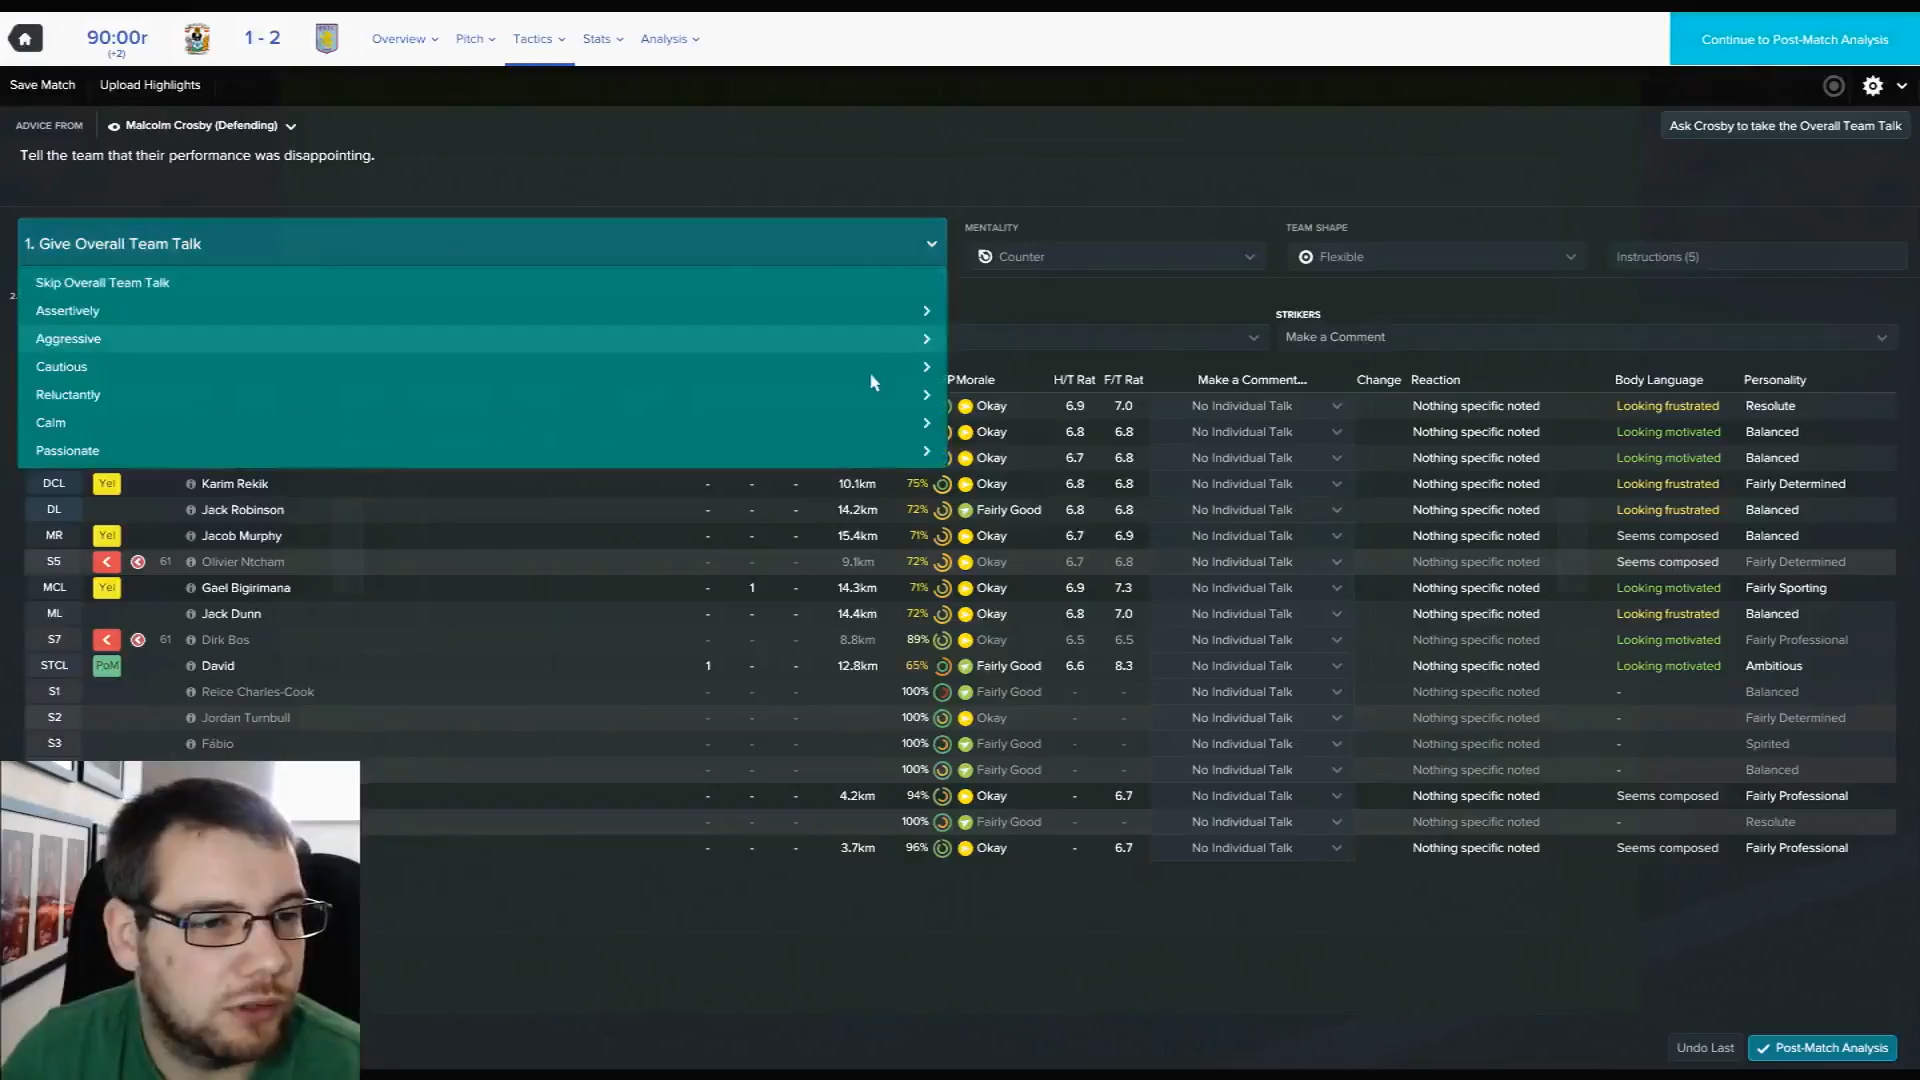 90:00r
(+2)
1 - 2
Overview
Pitch
Tactics
Stats
Analysis
Continue to Post-Match Analysis
Save Match
Upload Highlights
ADVICE FROM
Malcolm Crosby (Defending)
Ask Crosby to take the Overall Team Talk
Tell the team that their performance was disappointing.
1. Give Overall Team Talk
MENTALITY
TEAM SHAPE
Counter
Flexible
Instructions (5)
Skip Overall Team Talk
2.
Assertively
STRIKERS
Aggressive
Make a Comment
Cautious
Reluctantly
Calm
Passionate
Morale H/T Rat F/T Rat Make a Comment... Change Reaction Body Language Personality
Okay 6.9 7.0 No Individual Talk Nothing specific noted Looking frustrated Resolute
Okay 6.8 6.8 No Individual Talk Nothing specific noted Looking motivated Balanced
Okay 6.7 6.8 No Individual Talk Nothing specific noted Looking motivated Balanced
DCL Yel Karim Rekik - - - 10.1km 75% Okay 6.8 6.8 No Individual Talk Nothing specific noted Looking frustrated Fairly Determined
DL Jack Robinson - - - 14.2km 72% Fairly Good 6.8 6.8 No Individual Talk Nothing specific noted Looking frustrated Balanced
MR Yel Jacob Murphy - - - 15.4km 71% Okay 6.7 6.9 No Individual Talk Nothing specific noted Seems composed Balanced
S5 61 Olivier Ntcham - - - 9.1km 72% Okay 6.7 6.8 No Individual Talk Nothing specific noted Seems composed Fairly Determined
MCL Yel Gael Bigirimana - 1 - 14.3km 71% Okay 6.9 7.3 No Individual Talk Nothing specific noted Looking motivated Fairly Sporting
ML Jack Dunn - - - 14.4km 72% Okay 6.8 7.0 No Individual Talk Nothing specific noted Looking frustrated Balanced
S7 61 Dirk Bos - - - 8.8km 89% Okay 6.5 6.5 No Individual Talk Nothing specific noted Looking motivated Fairly Professional
STCL PoM David 1 - - 12.8km 65% Fairly Good 6.6 8.3 No Individual Talk Nothing specific noted Looking motivated Ambitious
S1 Reice Charles-Cook - - - 100% Fairly Good - - No Individual Talk Nothing specific noted - Balanced
S2 Jordan Turnbull - - - 100% Okay - - No Individual Talk Nothing specific noted - Fairly Determined
S3 Fábio - - - 100% Fairly Good - - No Individual Talk Nothing specific noted - Spirited
- - - 100% Fairly Good - - No Individual Talk Nothing specific noted - Balanced
- - - 4.2km 94% Okay - 6.7 No Individual Talk Nothing specific noted Seems composed Fairly Professional
- - - 100% Fairly Good - - No Individual Talk Nothing specific noted - Resolute
- - - 3.7km 96% Okay - 6.7 No Individual Talk Nothing specific noted Seems composed Fairly Professional
Undo Last
Post-Match Analysis